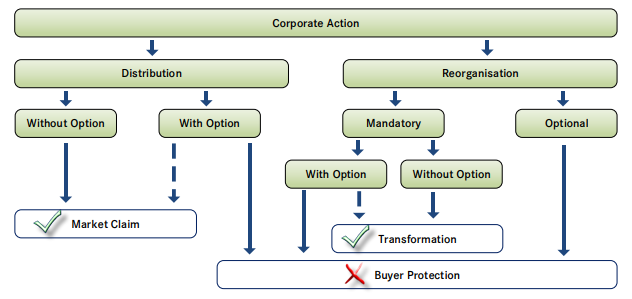 Corporate Action
Distribution
Reorganisation
Without Option
With Option
Mandatory
Optional
With Option
Without Option
Market Claim
Transformation
Buyer Protection